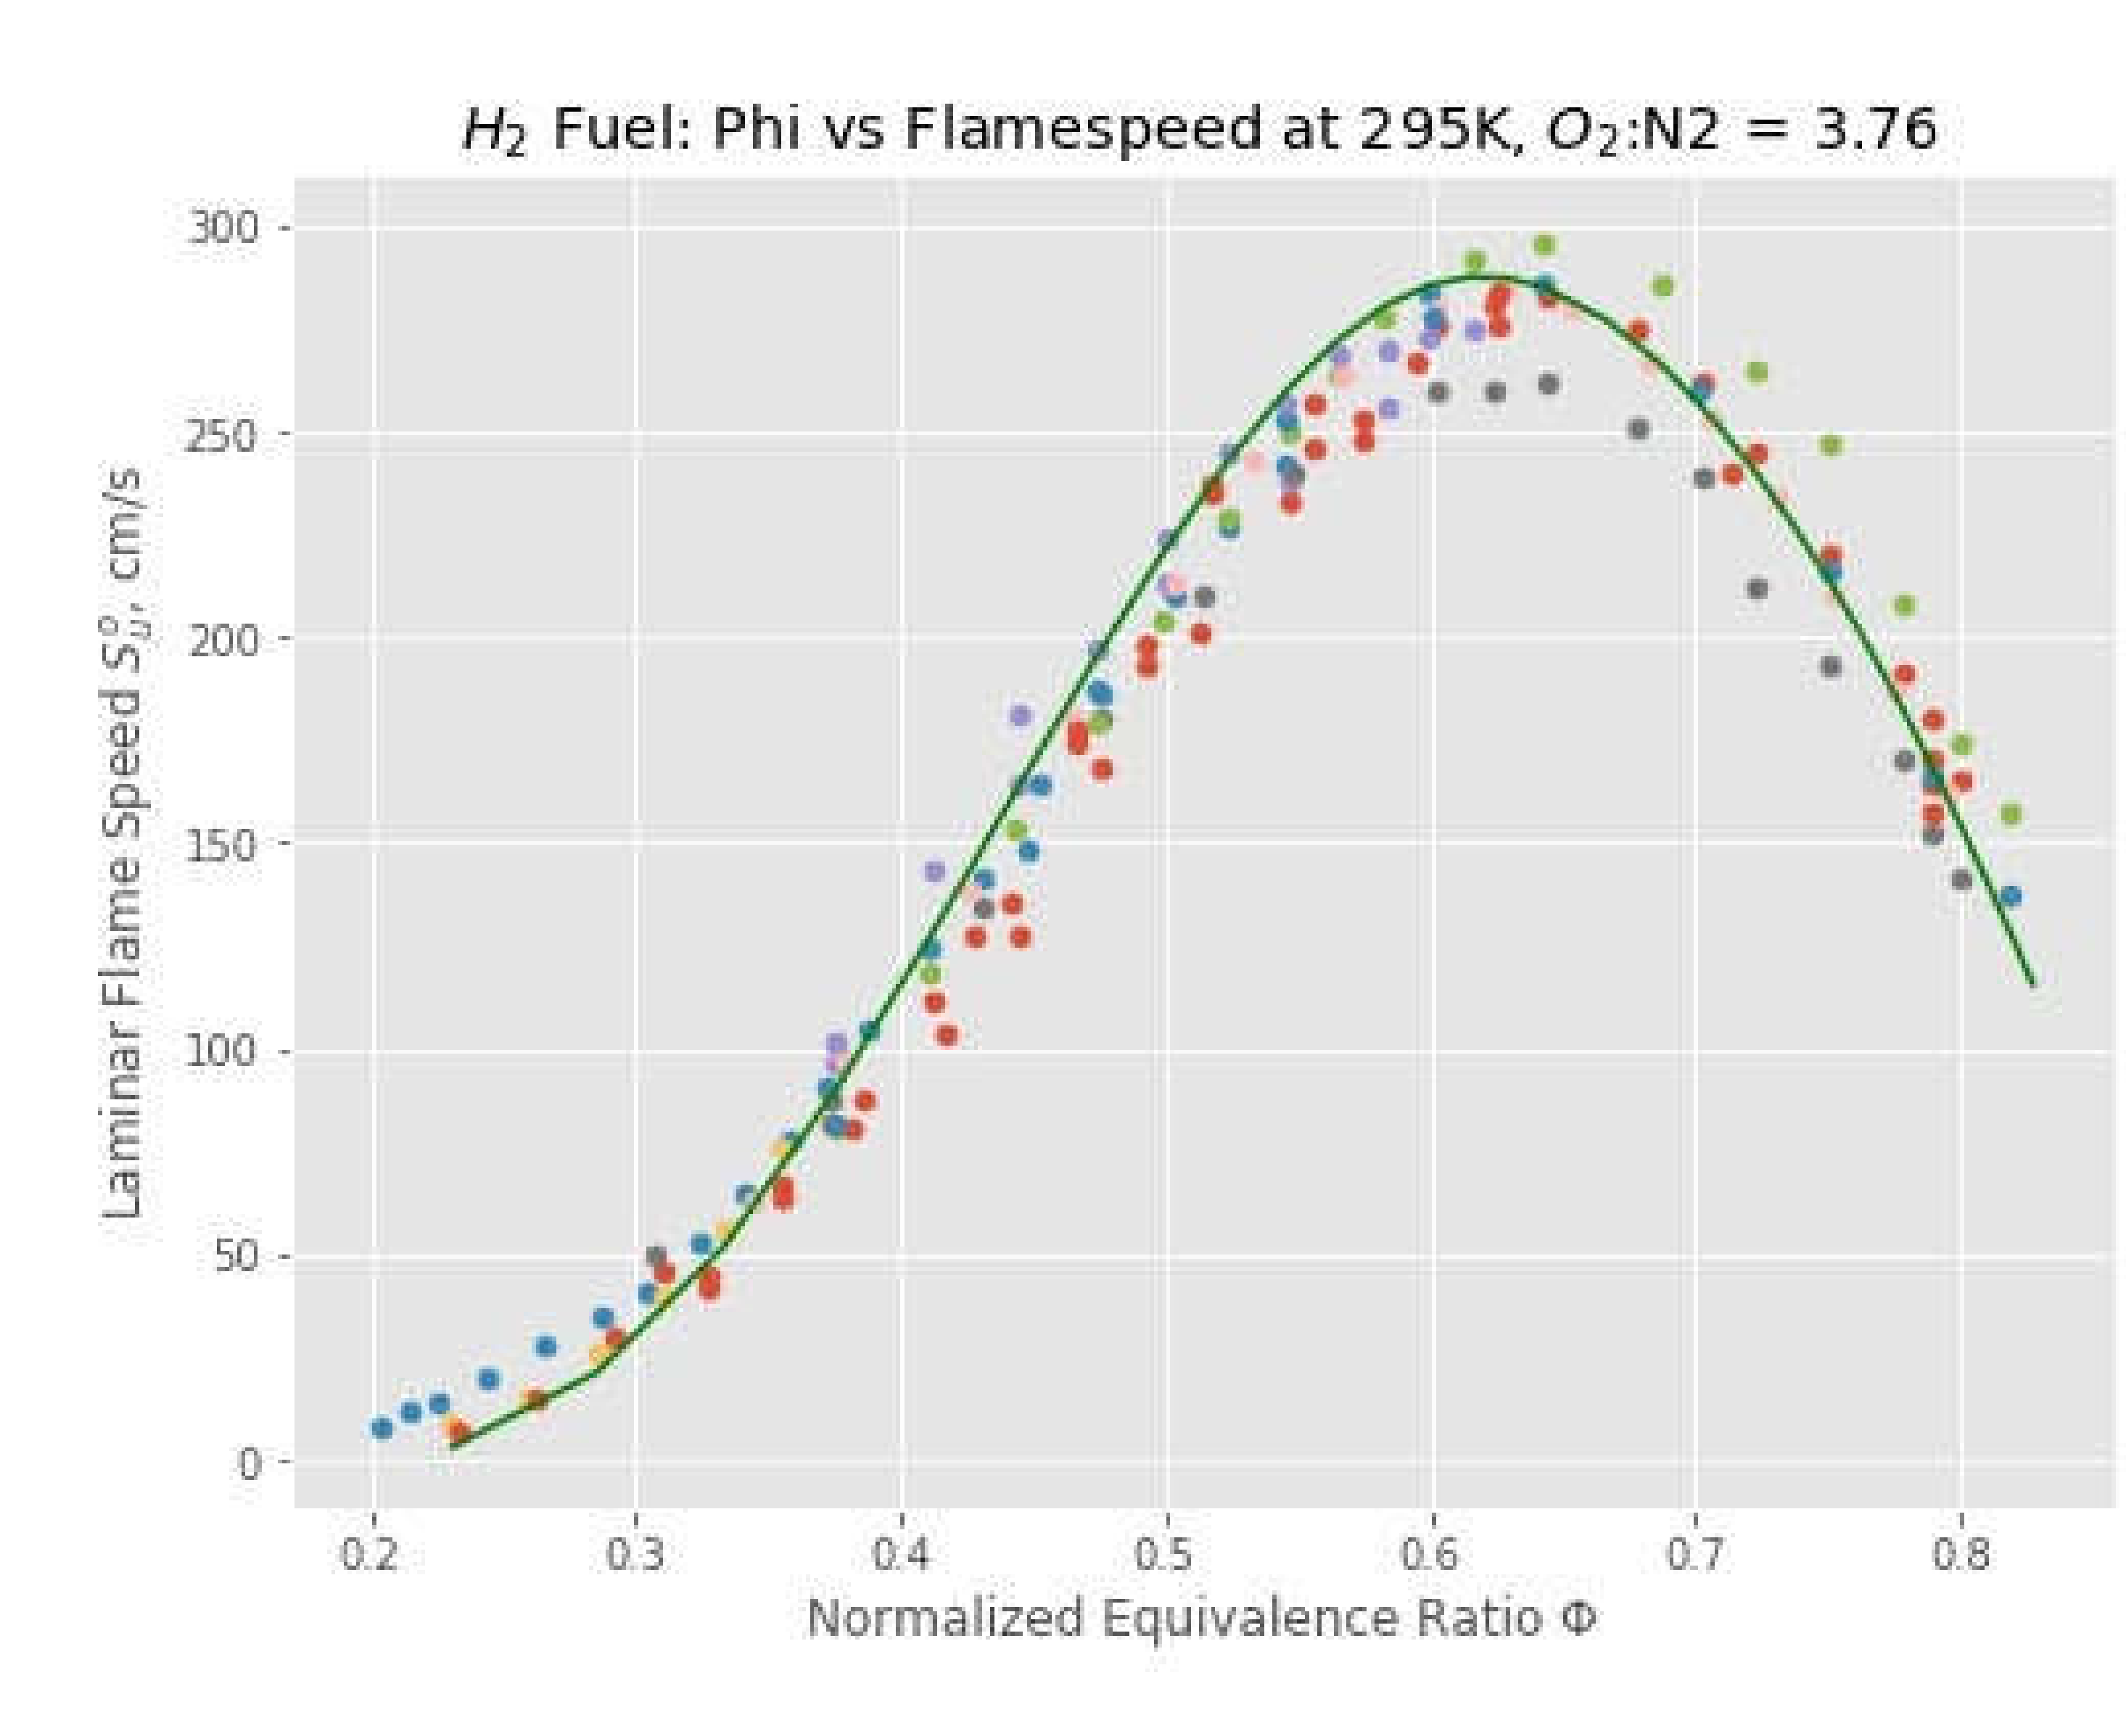 H₂ Fuel: Phi vs Flamespeed at 295K, O₂:N2 = 3.76
300
250
200
150
100
50
0
Laminar Flame Speed Sᵤᵒ, cm/s
0.2 0.3 0.4 0.5 0.6 0.7 0.8
Normalized Equivalence Ratio Φ